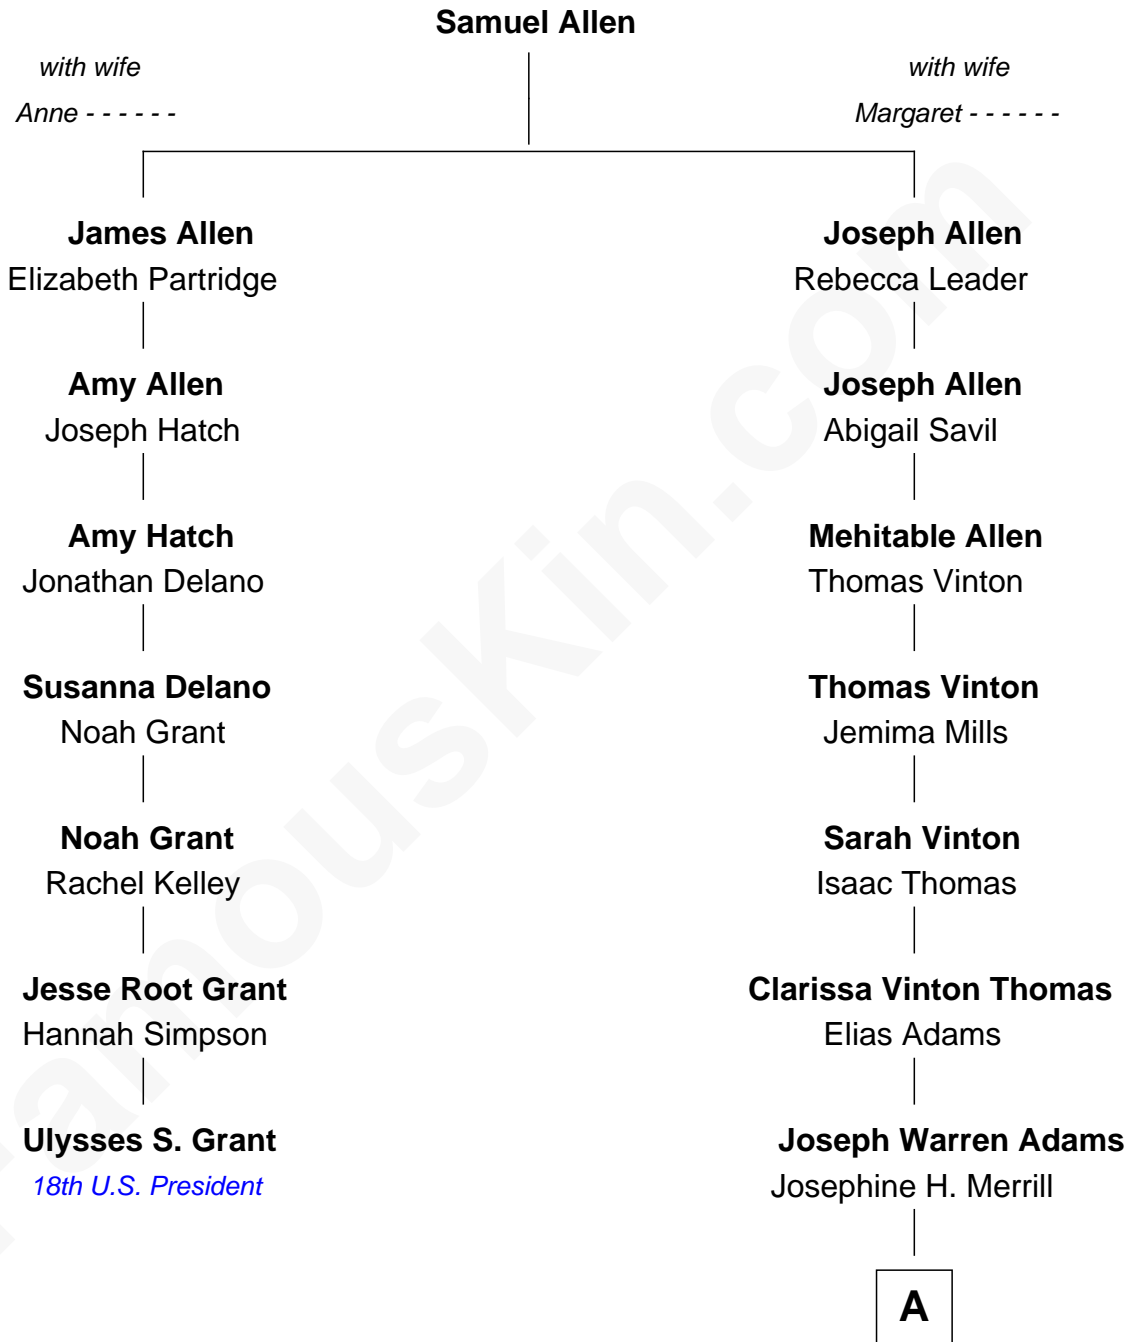 Samuel Allen
with wife
Anne - - - - - -
with wife
Margaret - - - - - -
James Allen
Elizabeth Partridge
Amy Allen
Joseph Hatch
Amy Hatch
Jonathan Delano
Susanna Delano
Noah Grant
Noah Grant
Rachel Kelley
Jesse Root Grant
Hannah Simpson
Ulysses S. Grant
18th U.S. President
Joseph Allen
Rebecca Leader
Joseph Allen
Abigail Savil
Mehitable Allen
Thomas Vinton
Thomas Vinton
Jemima Mills
Sarah Vinton
Isaac Thomas
Clarissa Vinton Thomas
Elias Adams
Joseph Warren Adams
Josephine H. Merrill
A
FamousKin.com